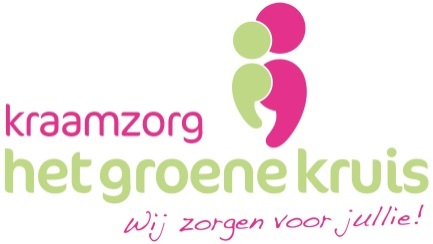 kraamzorg
het groene kruis
Wij zorgen voor jullie!